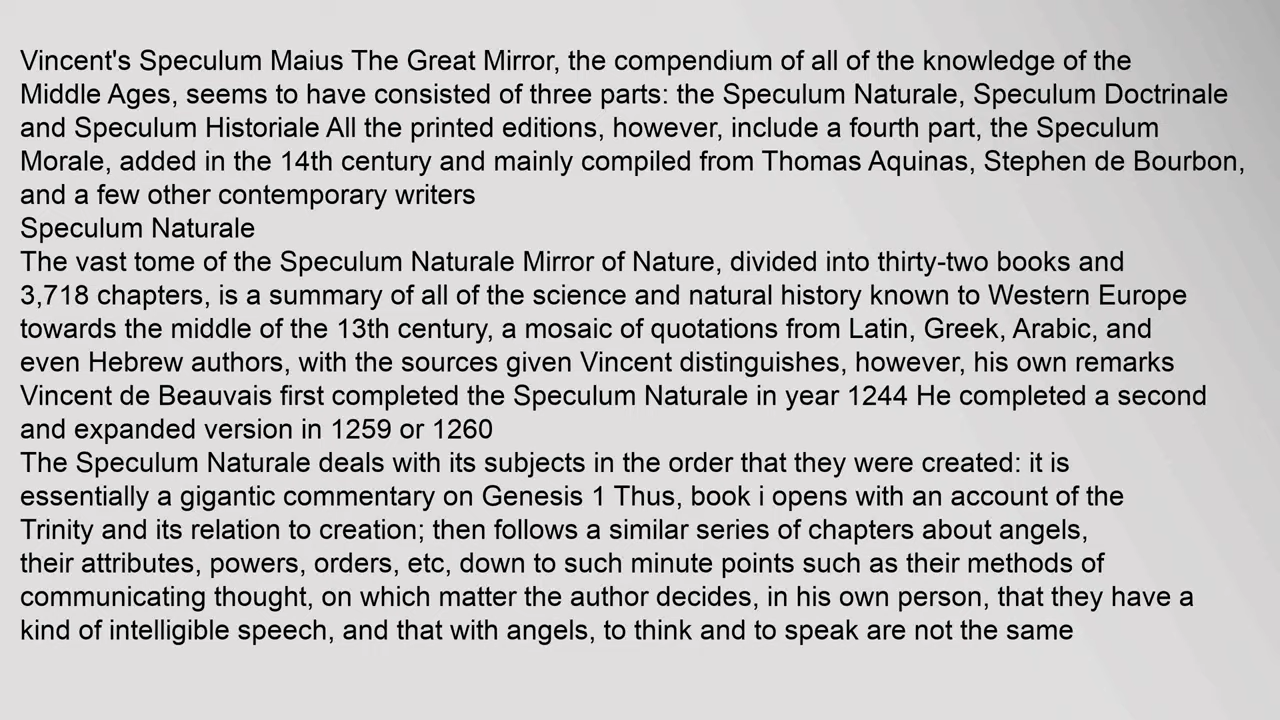 Vincent's Speculum Maius The Great Mirror, the compendium of all of the knowledge of the
Middle Ages, seems to have consisted of three parts: the Speculum Naturale, Speculum Doctrinale
and Speculum Historiale All the printed editions, however, include a fourth part, the Speculum
Morale, added in the 14th century and mainly compiled from Thomas Aquinas, Stephen de Bourbon,
and a few other contemporary writers
Speculum Naturale
The vast tome of the Speculum Naturale Mirror of Nature, divided into thirty-two books and
3,718 chapters, is a summary of all of the science and natural history known to Western Europe
towards the middle of the 13th century, a mosaic of quotations from Latin, Greek, Arabic, and
even Hebrew authors, with the sources given Vincent distinguishes, however, his own remarks
Vincent de Beauvais first completed the Speculum Naturale in year 1244 He completed a second
and expanded version in 1259 or 1260
The Speculum Naturale deals with its subjects in the order that they were created: it is
essentially a gigantic commentary on Genesis 1 Thus, book i opens with an account of the
Trinity and its relation to creation; then follows a similar series of chapters about angels,
their attributes, powers, orders, etc, down to such minute points such as their methods of
communicating thought, on which matter the author decides, in his own person, that they have a
kind of intelligible speech, and that with angels, to think and to speak are not the same